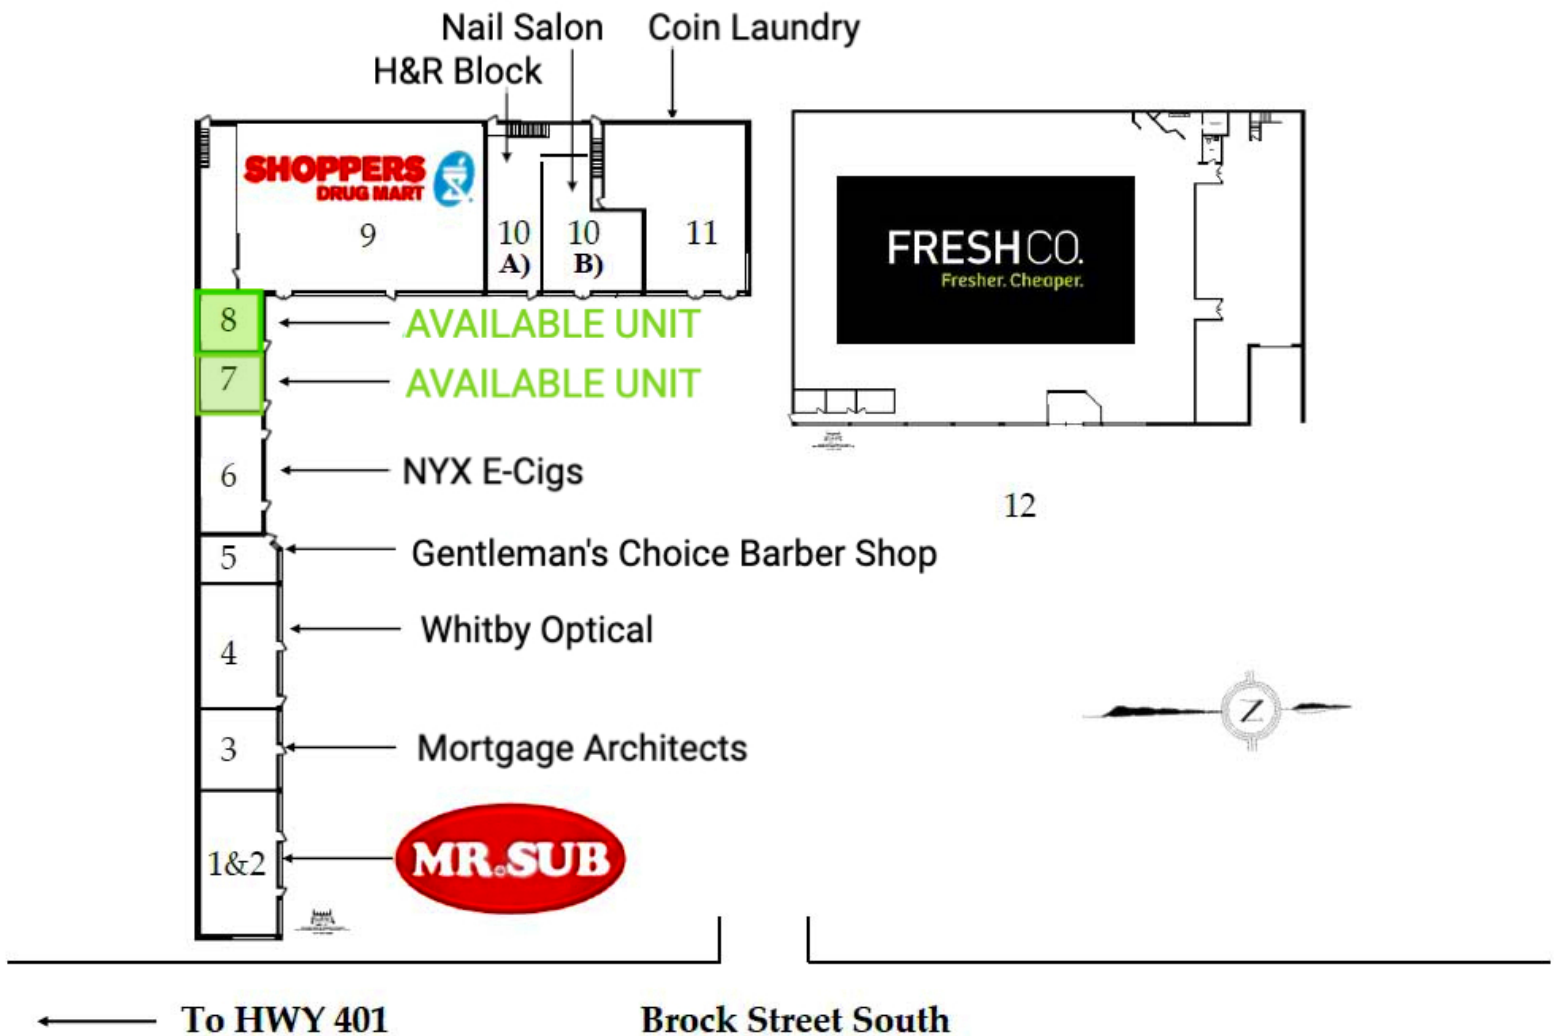 Nail Salon
Coin Laundry
H&R Block
SHOPPERS
DRUG MART
9
10
A)
10
B)
11
FRESHCO.
Fresher. Cheaper.
8
AVAILABLE UNIT
7
AVAILABLE UNIT
6
NYX E-Cigs
12
5
Gentleman's Choice Barber Shop
4
Whitby Optical
Z
3
Mortgage Architects
1&2
MR.SUB
To HWY 401
Brock Street South